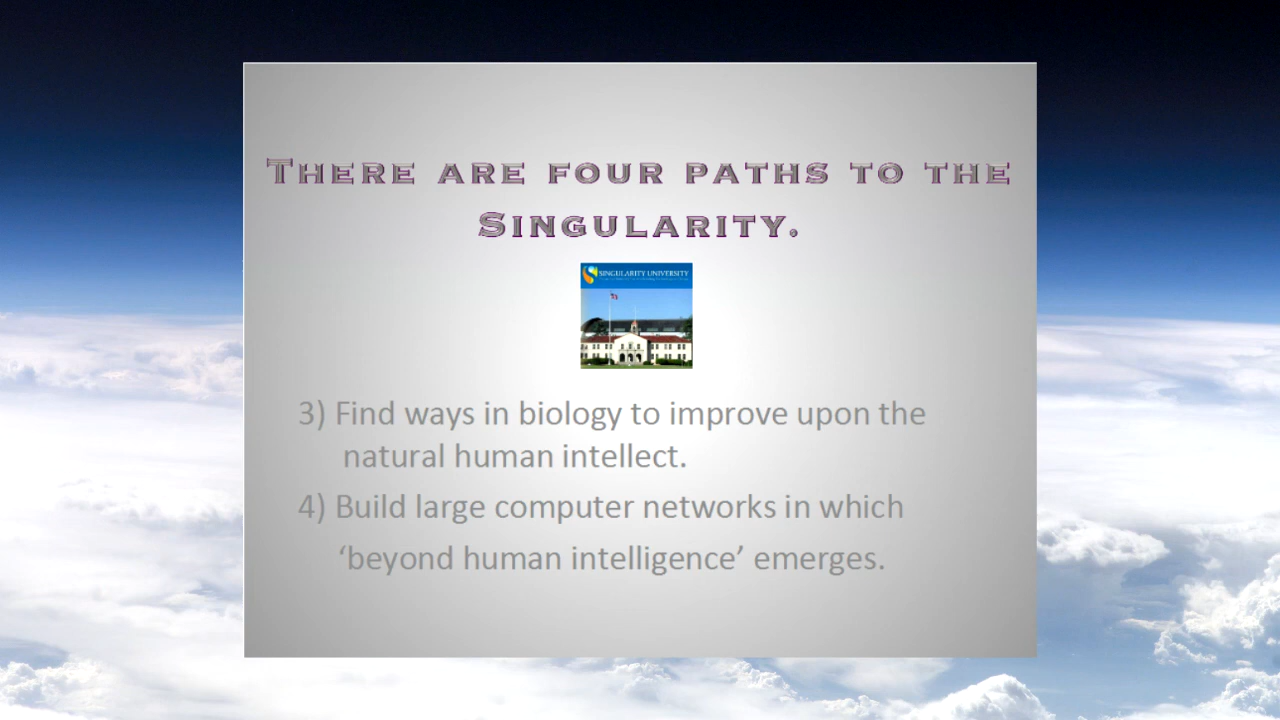 There are four paths to the
Singularity.
SINGULARITY UNIVERSITY
3) Find ways in biology to improve upon the
natural human intellect.
4) Build large computer networks in which
‘beyond human intelligence’ emerges.